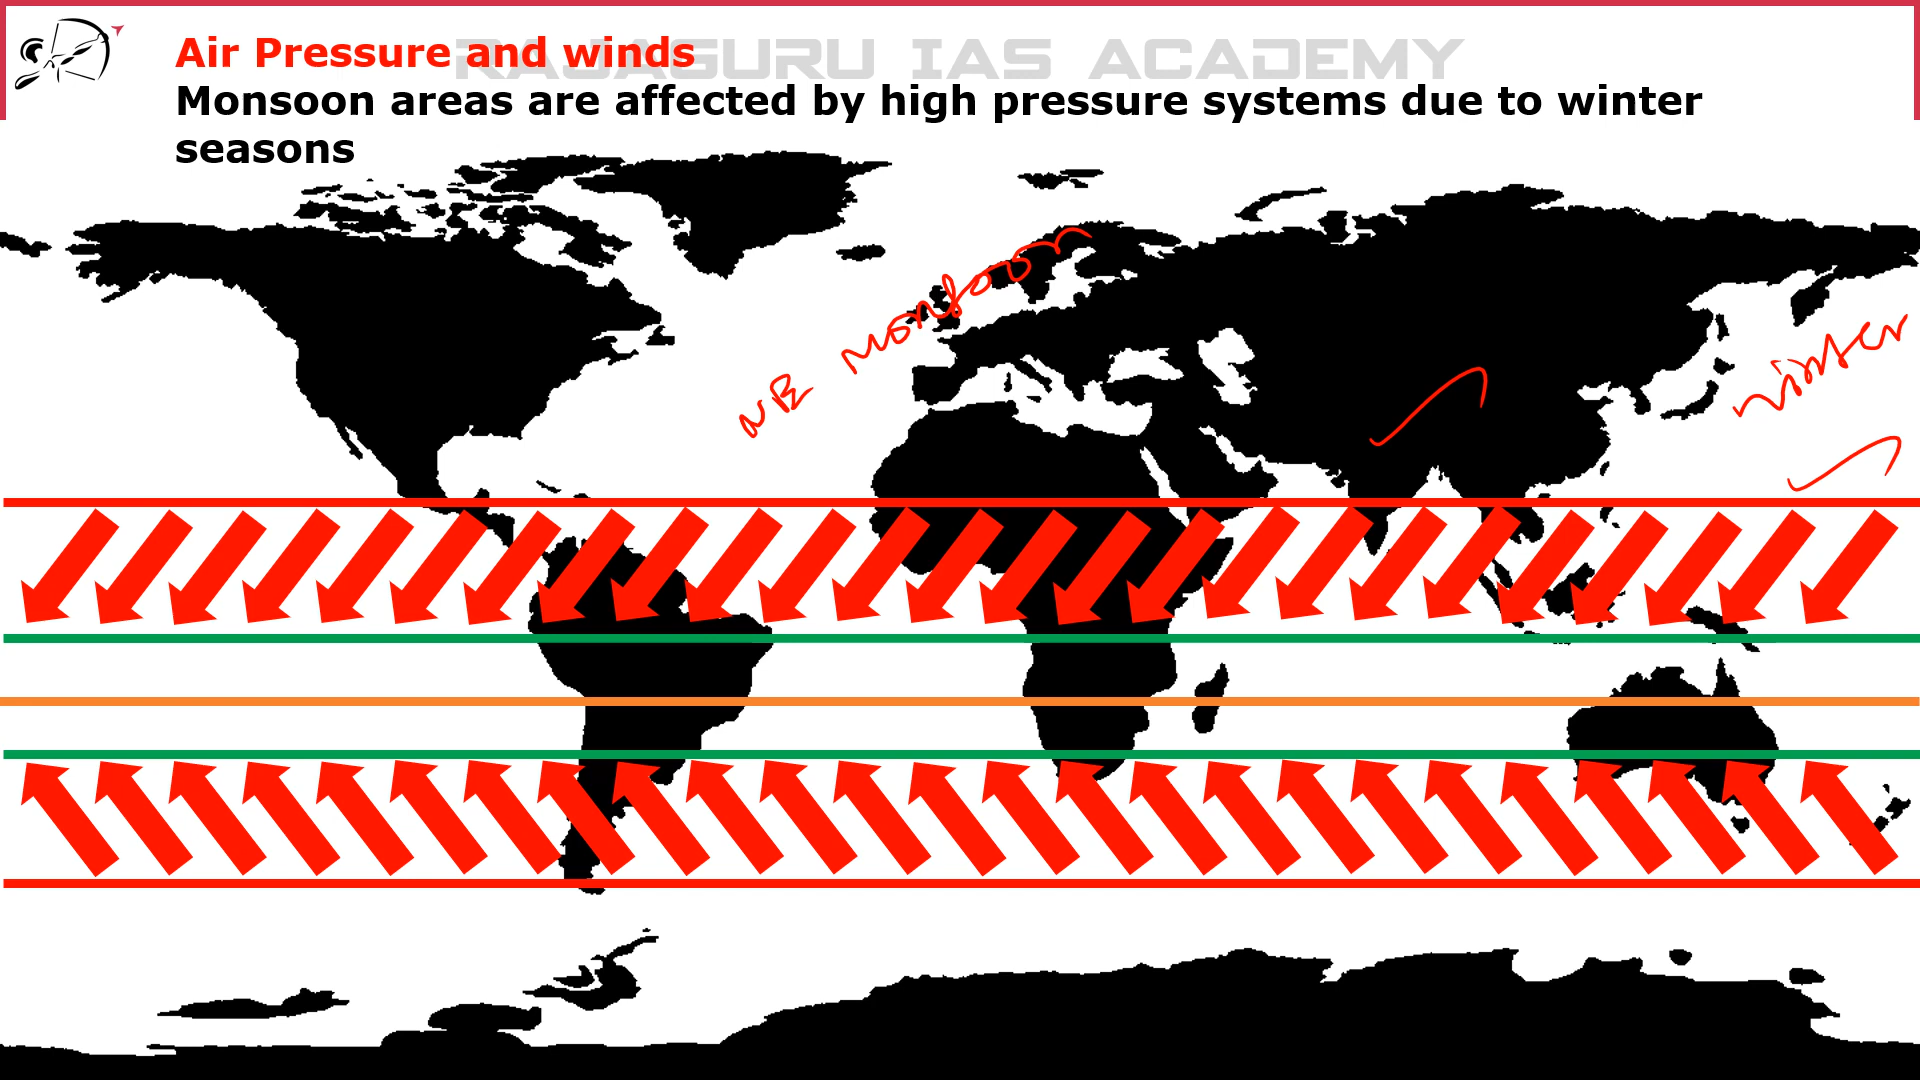 RAJAGURU IAS ACADEMY
Air Pressure and winds
Monsoon areas are affected by high pressure systems due to winter
seasons
NE Monsoon
Winter